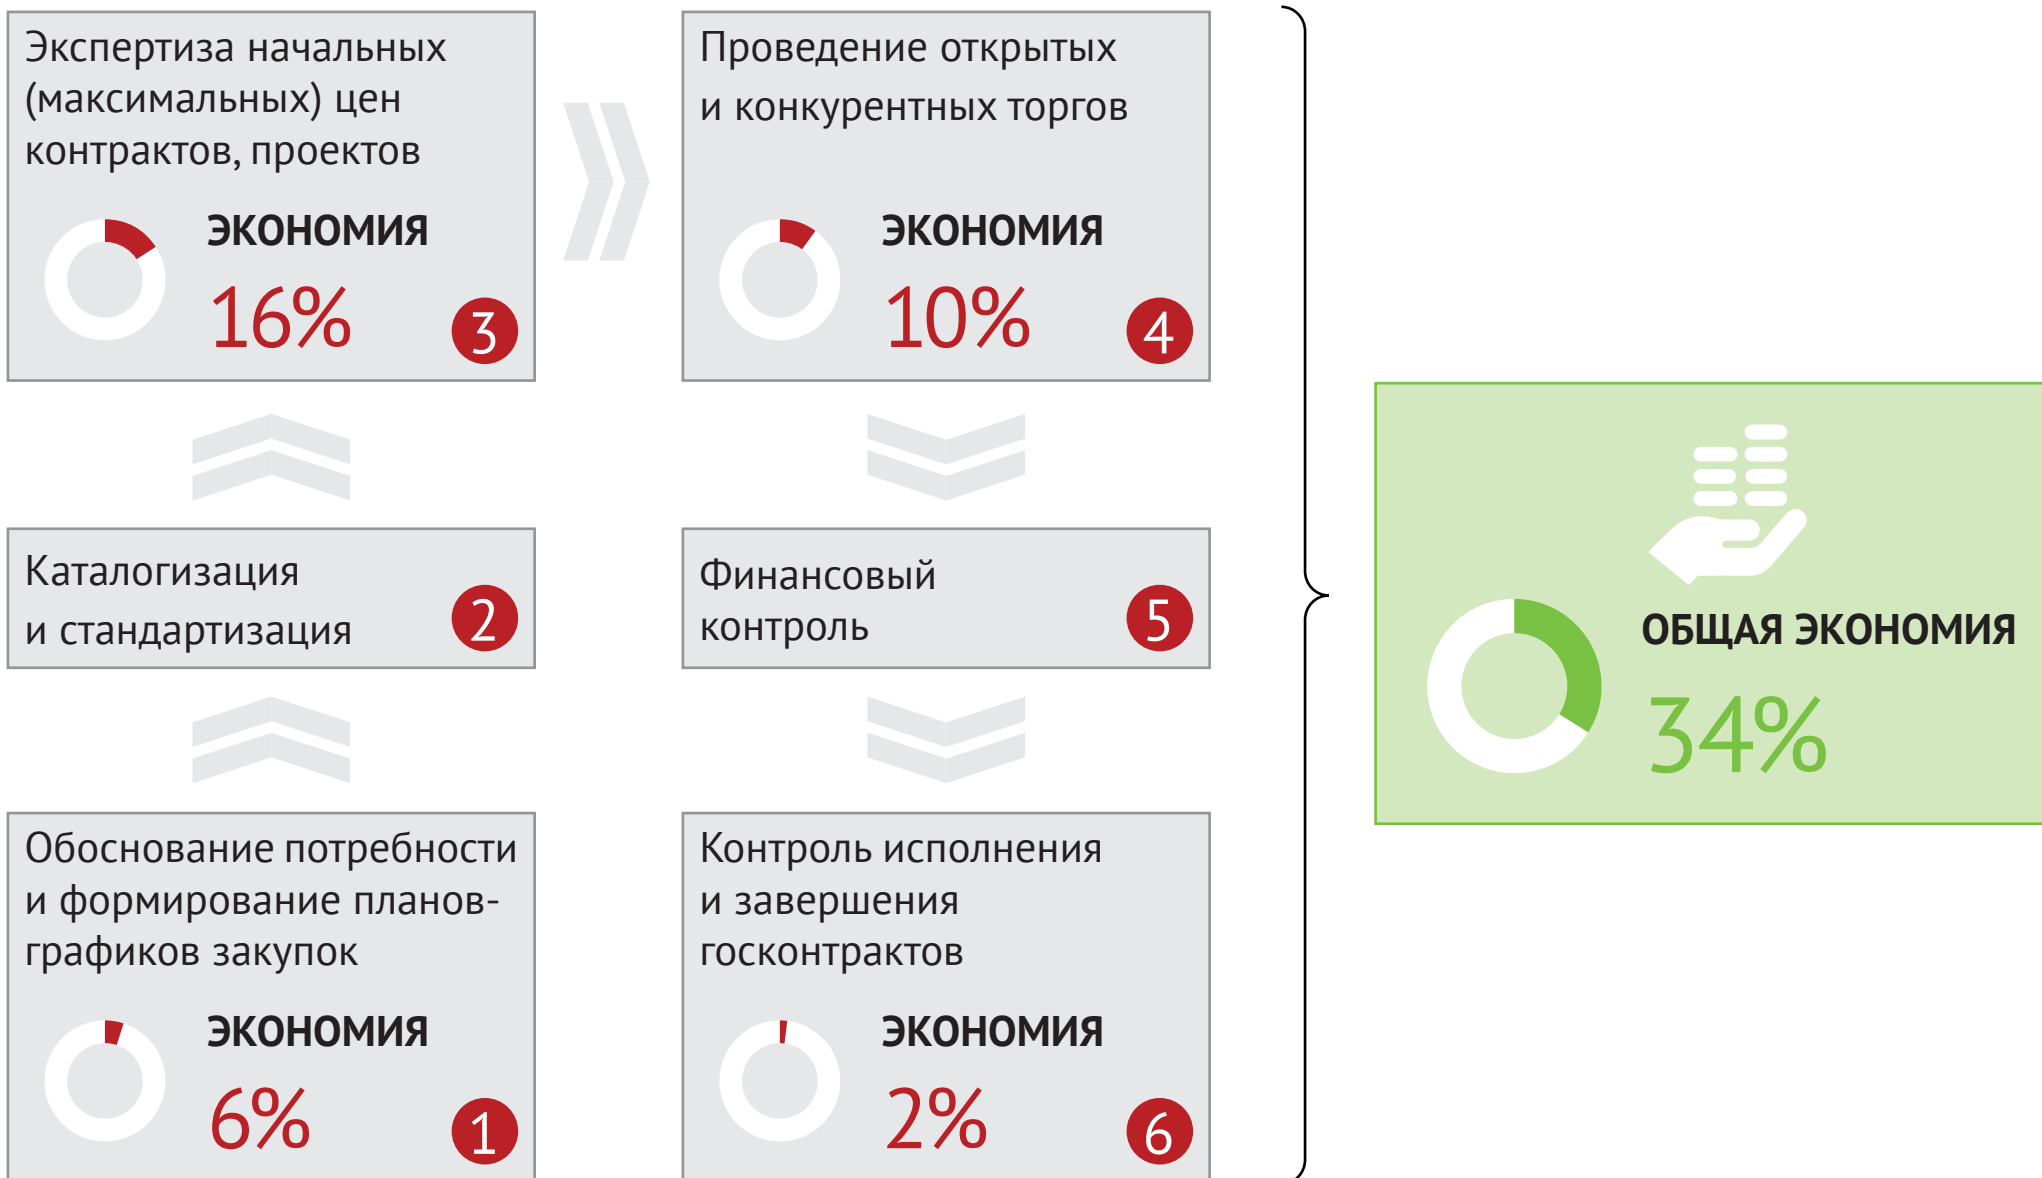 Экспертиза начальных
(максимальных) цен
контрактов, проектов
ЭКОНОМИЯ
16%
3
Проведение открытых
и конкурентных торгов
ЭКОНОМИЯ
10%
4
Каталогизация
и стандартизация
2
Финансовый
контроль
5
ОБЩАЯ ЭКОНОМИЯ
34%
Обоснование потребности
и формирование планов-
графиков закупок
ЭКОНОМИЯ
6%
1
Контроль исполнения
и завершения
госконтрактов
ЭКОНОМИЯ
2%
6